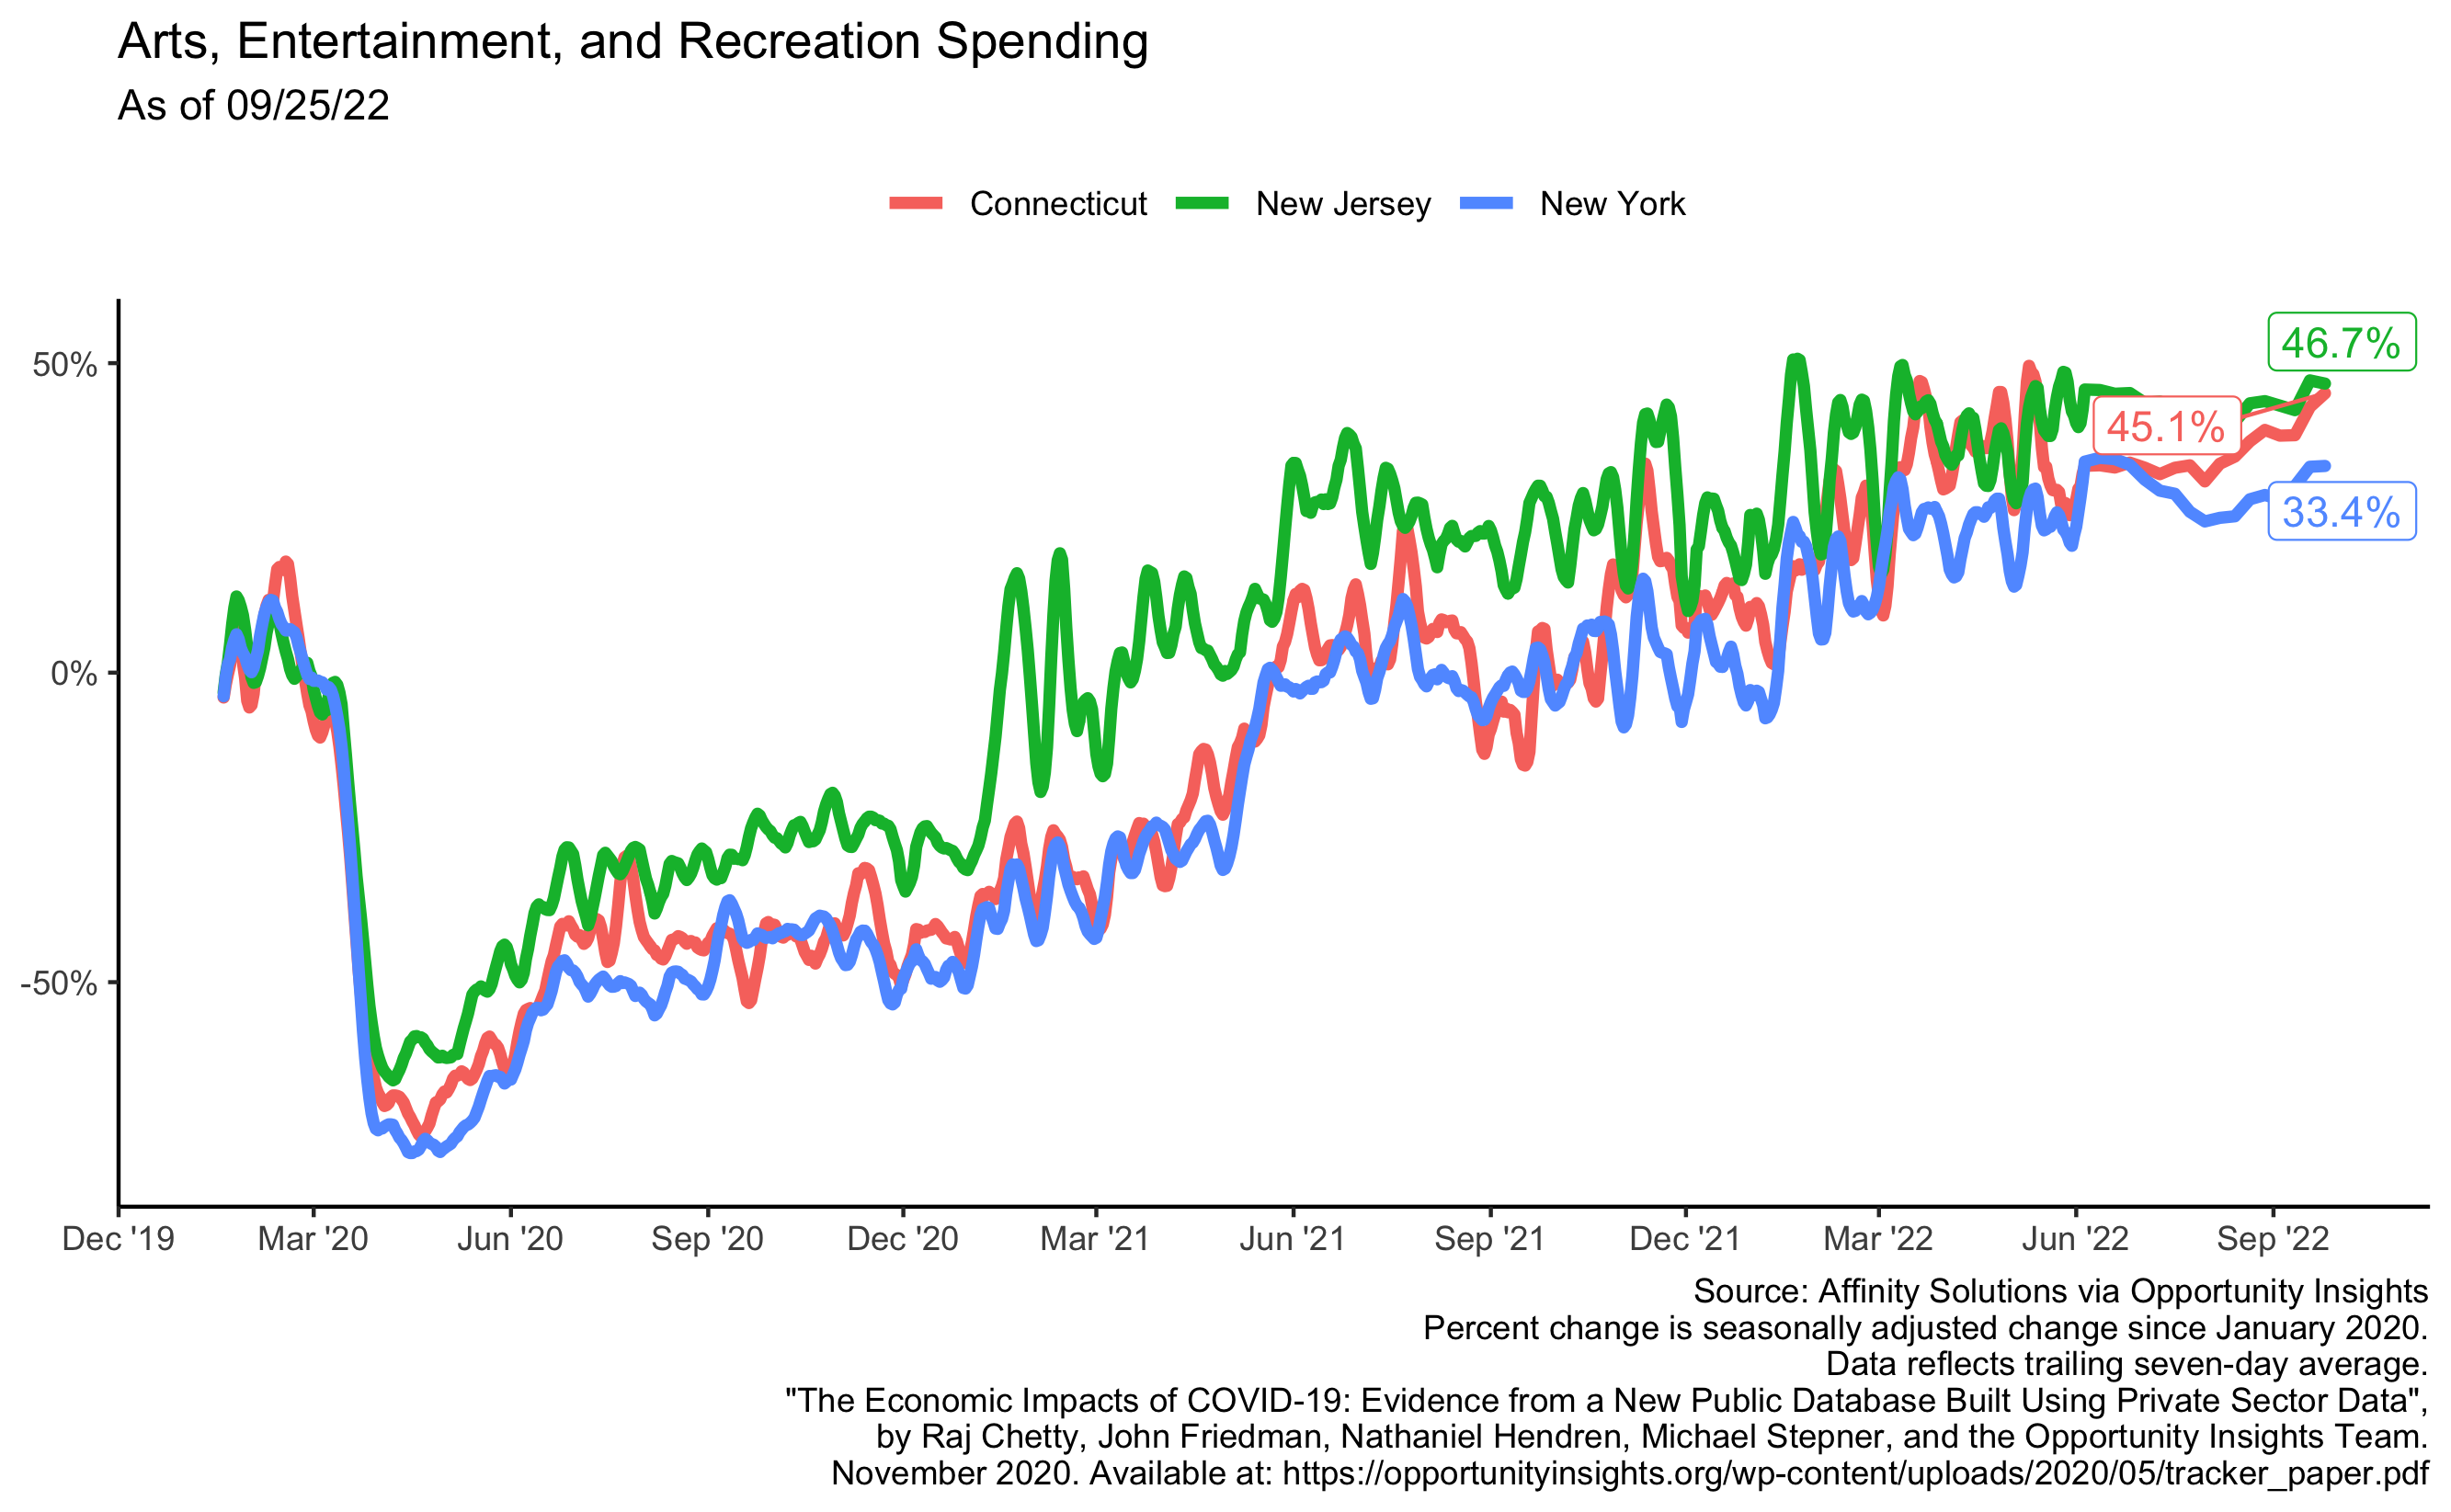 Arts, Entertainment, and Recreation Spending
As of 09/25/22
Connecticut New Jersey New York
50%
0%
-50%
46.7%
45.1%
33.4%
Dec '19 Mar '20 Jun '20 Sep '20 Dec '20 Mar '21 Jun '21 Sep '21 Dec '21 Mar '22 Jun '22 Sep '22
Source: Affinity Solutions via Opportunity Insights
Percent change is seasonally adjusted change since January 2020.
Data reflects trailing seven-day average.
"The Economic Impacts of COVID-19: Evidence from a New Public Database Built Using Private Sector Data",
by Raj Chetty, John Friedman, Nathaniel Hendren, Michael Stepner, and the Opportunity Insights Team.
November 2020. Available at: https://opportunityinsights.org/wp-content/uploads/2020/05/tracker_paper.pdf